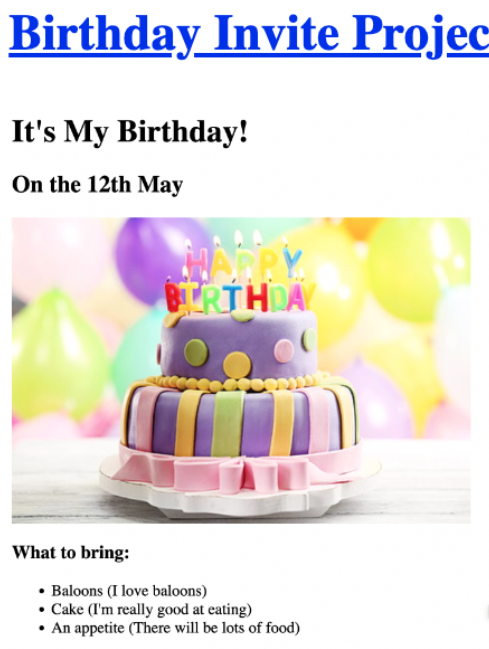 Birthday Invite Projec
It's My Birthday!
On the 12th May
HAPPY
BIRTHDAY
What to bring:
• Baloons (I love baloons)
• Cake (I'm really good at eating)
• An appetite (There will be lots of food)